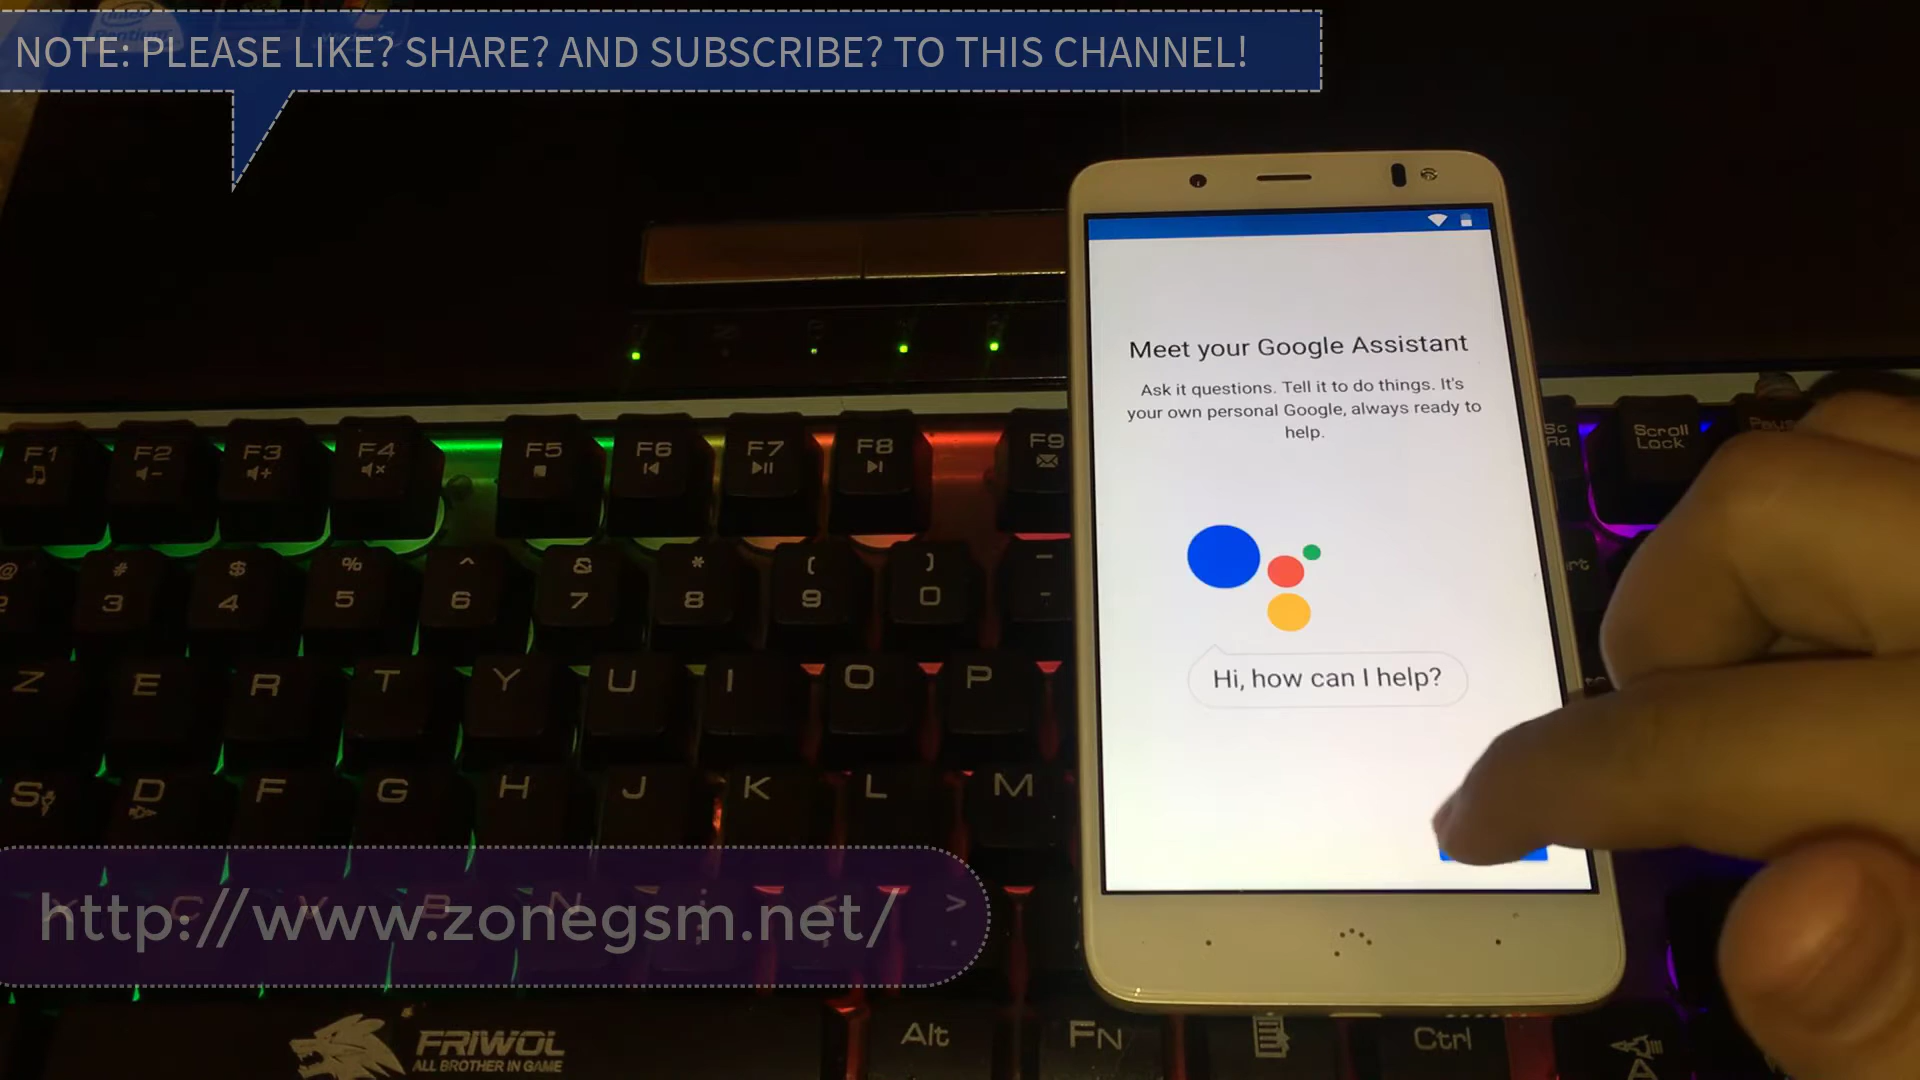 NOTE: PLEASE LIKE? SHARE? AND SUBSCRIBE? TO THIS CHANNEL!
Meet your Google Assistant
Ask it questions. Tell it to do things. It's
your own personal Google, always ready to
help.
Hi, how can I help?
F1 F2 F3 F4 F5 F6 F7 F8 F9
Scroll
Lock
@ # $ % ^ & * ( ) _
2 3 4 5 6 7 8 9 0 -
Z E R T Y U I O P
S D F G H J K L M
http://www.zonegsm.net/
C V B N >
FRIWOL
ALL BROTHER IN GAME
Alt FN Ctrl